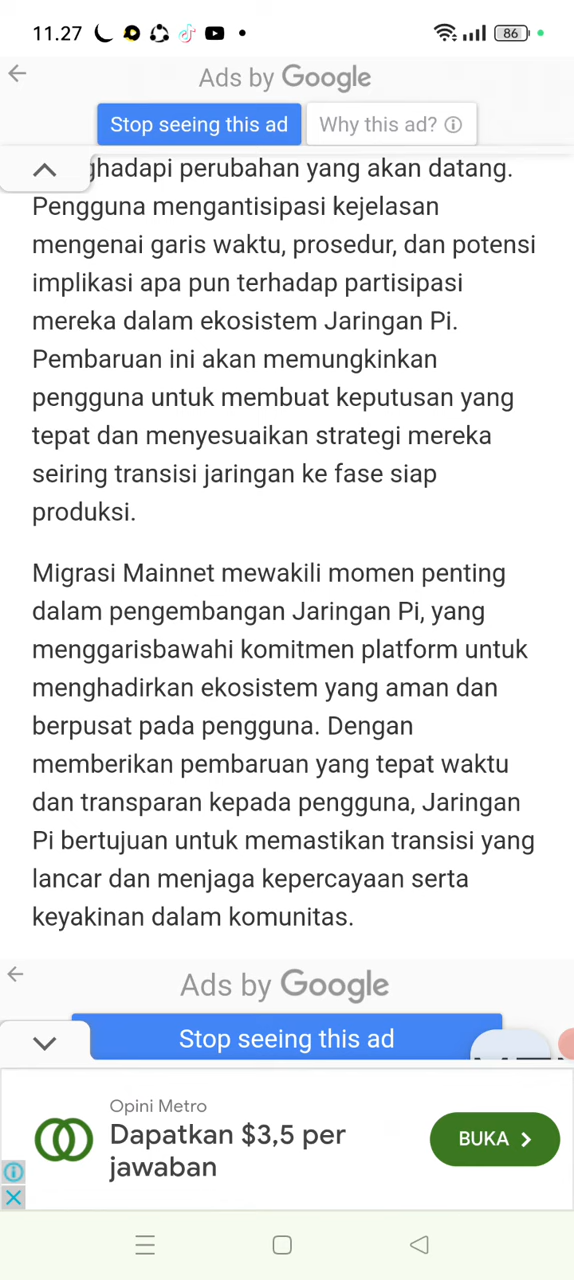 11.27
86
Ads by Google
Stop seeing this ad
Why this ad?
ghadapi perubahan yang akan datang.
Pengguna mengantisipasi kejelasan
mengenai garis waktu, prosedur, dan potensi
implikasi apa pun terhadap partisipasi
mereka dalam ekosistem Jaringan Pi.
Pembaruan ini akan memungkinkan
pengguna untuk membuat keputusan yang
tepat dan menyesuaikan strategi mereka
seiring transisi jaringan ke fase siap
produksi.
Migrasi Mainnet mewakili momen penting
dalam pengembangan Jaringan Pi, yang
menggarisbawahi komitmen platform untuk
menghadirkan ekosistem yang aman dan
berpusat pada pengguna. Dengan
memberikan pembaruan yang tepat waktu
dan transparan kepada pengguna, Jaringan
Pi bertujuan untuk memastikan transisi yang
lancar dan menjaga kepercayaan serta
keyakinan dalam komunitas.
Ads by Google
Stop seeing this ad
Opini Metro
Dapatkan $3,5 per
jawaban
BUKA